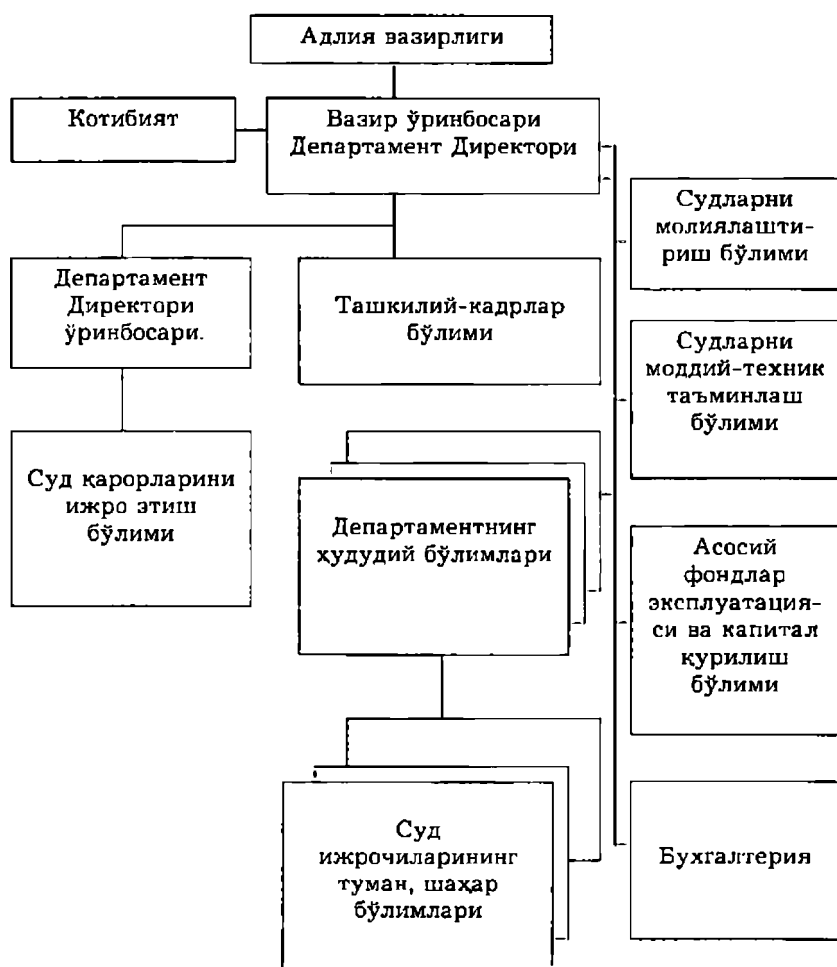 Адлия вазирлиги
Котибият
Вазир ўринбосари
Департамент Директори
Судларни
молиялашти-
риш бўлими
Департамент
Директори
ўринбосари.
Ташкилий-кадрлар
бўлими
Судларни
моддий-техник
таъминлаш
бўлими
Суд қарорларини
ижро этиш
бўлими
Департаментнинг
ҳудудий бўлимлари
Асосий
фондлар
эксплуатация-
си ва капитал
қурилиш
бўлими
Суд
ижрочиларининг
туман, шаҳар
бўлимлари
Бухгалтерия